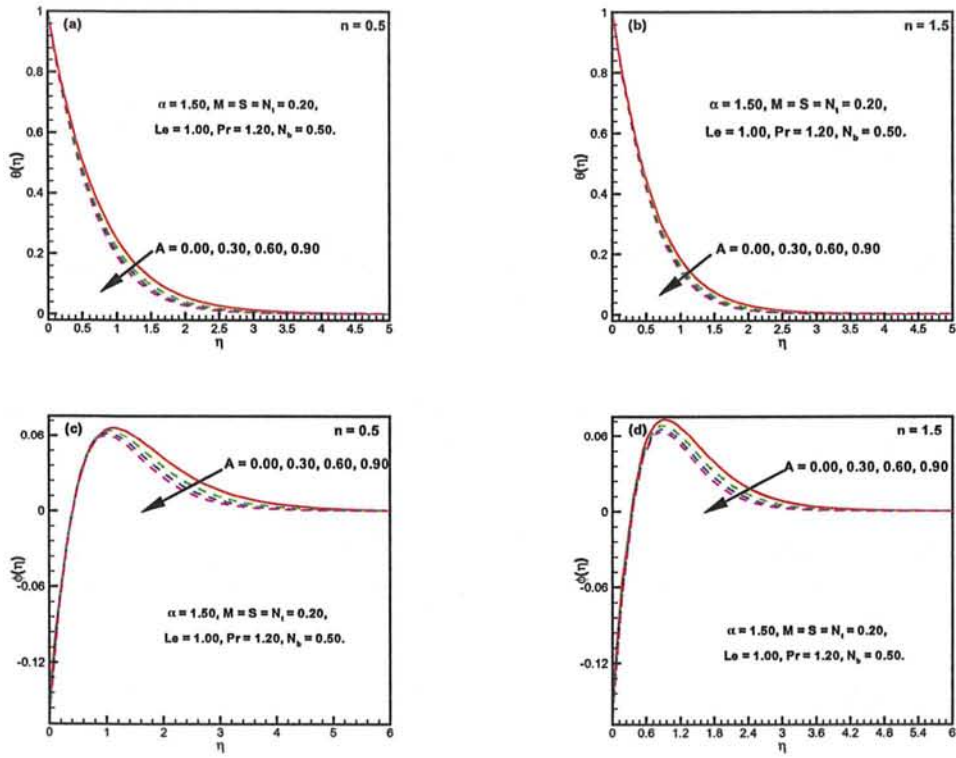 (a)
n = 0.5
1
0.8
0.6
0.4
0.2
0
θ(η)
α = 1.50, M = S = Nt = 0.20,
Le = 1.00, Pr = 1.20, Nb = 0.50.
A = 0.00, 0.30, 0.60, 0.90
0 0.5 1 1.5 2 2.5 3 3.5 4 4.5 5
η
(b)
n = 1.5
1
0.8
0.6
0.4
0.2
0
θ(η)
α = 1.50, M = S = Nt = 0.20,
Le = 1.00, Pr = 1.20, Nb = 0.50.
A = 0.00, 0.30, 0.60, 0.90
0 0.5 1 1.5 2 2.5 3 3.5 4 4.5 5
η
(c)
n = 0.5
0.06
0
-0.06
-0.12
ϕ(η)
A = 0.00, 0.30, 0.60, 0.90
α = 1.50, M = S = Nt = 0.20,
Le = 1.00, Pr = 1.20, Nb = 0.50.
0 1 2 3 4 5 6
η
(d)
n = 1.5
0.06
0
-0.06
-0.12
ϕ(η)
A = 0.00, 0.30, 0.60, 0.90
α = 1.50, M = S = Nt = 0.20,
Le = 1.00, Pr = 1.20, Nb = 0.50.
0 0.6 1.2 1.8 2.4 3 3.6 4.2 4.8 5.4 6
η